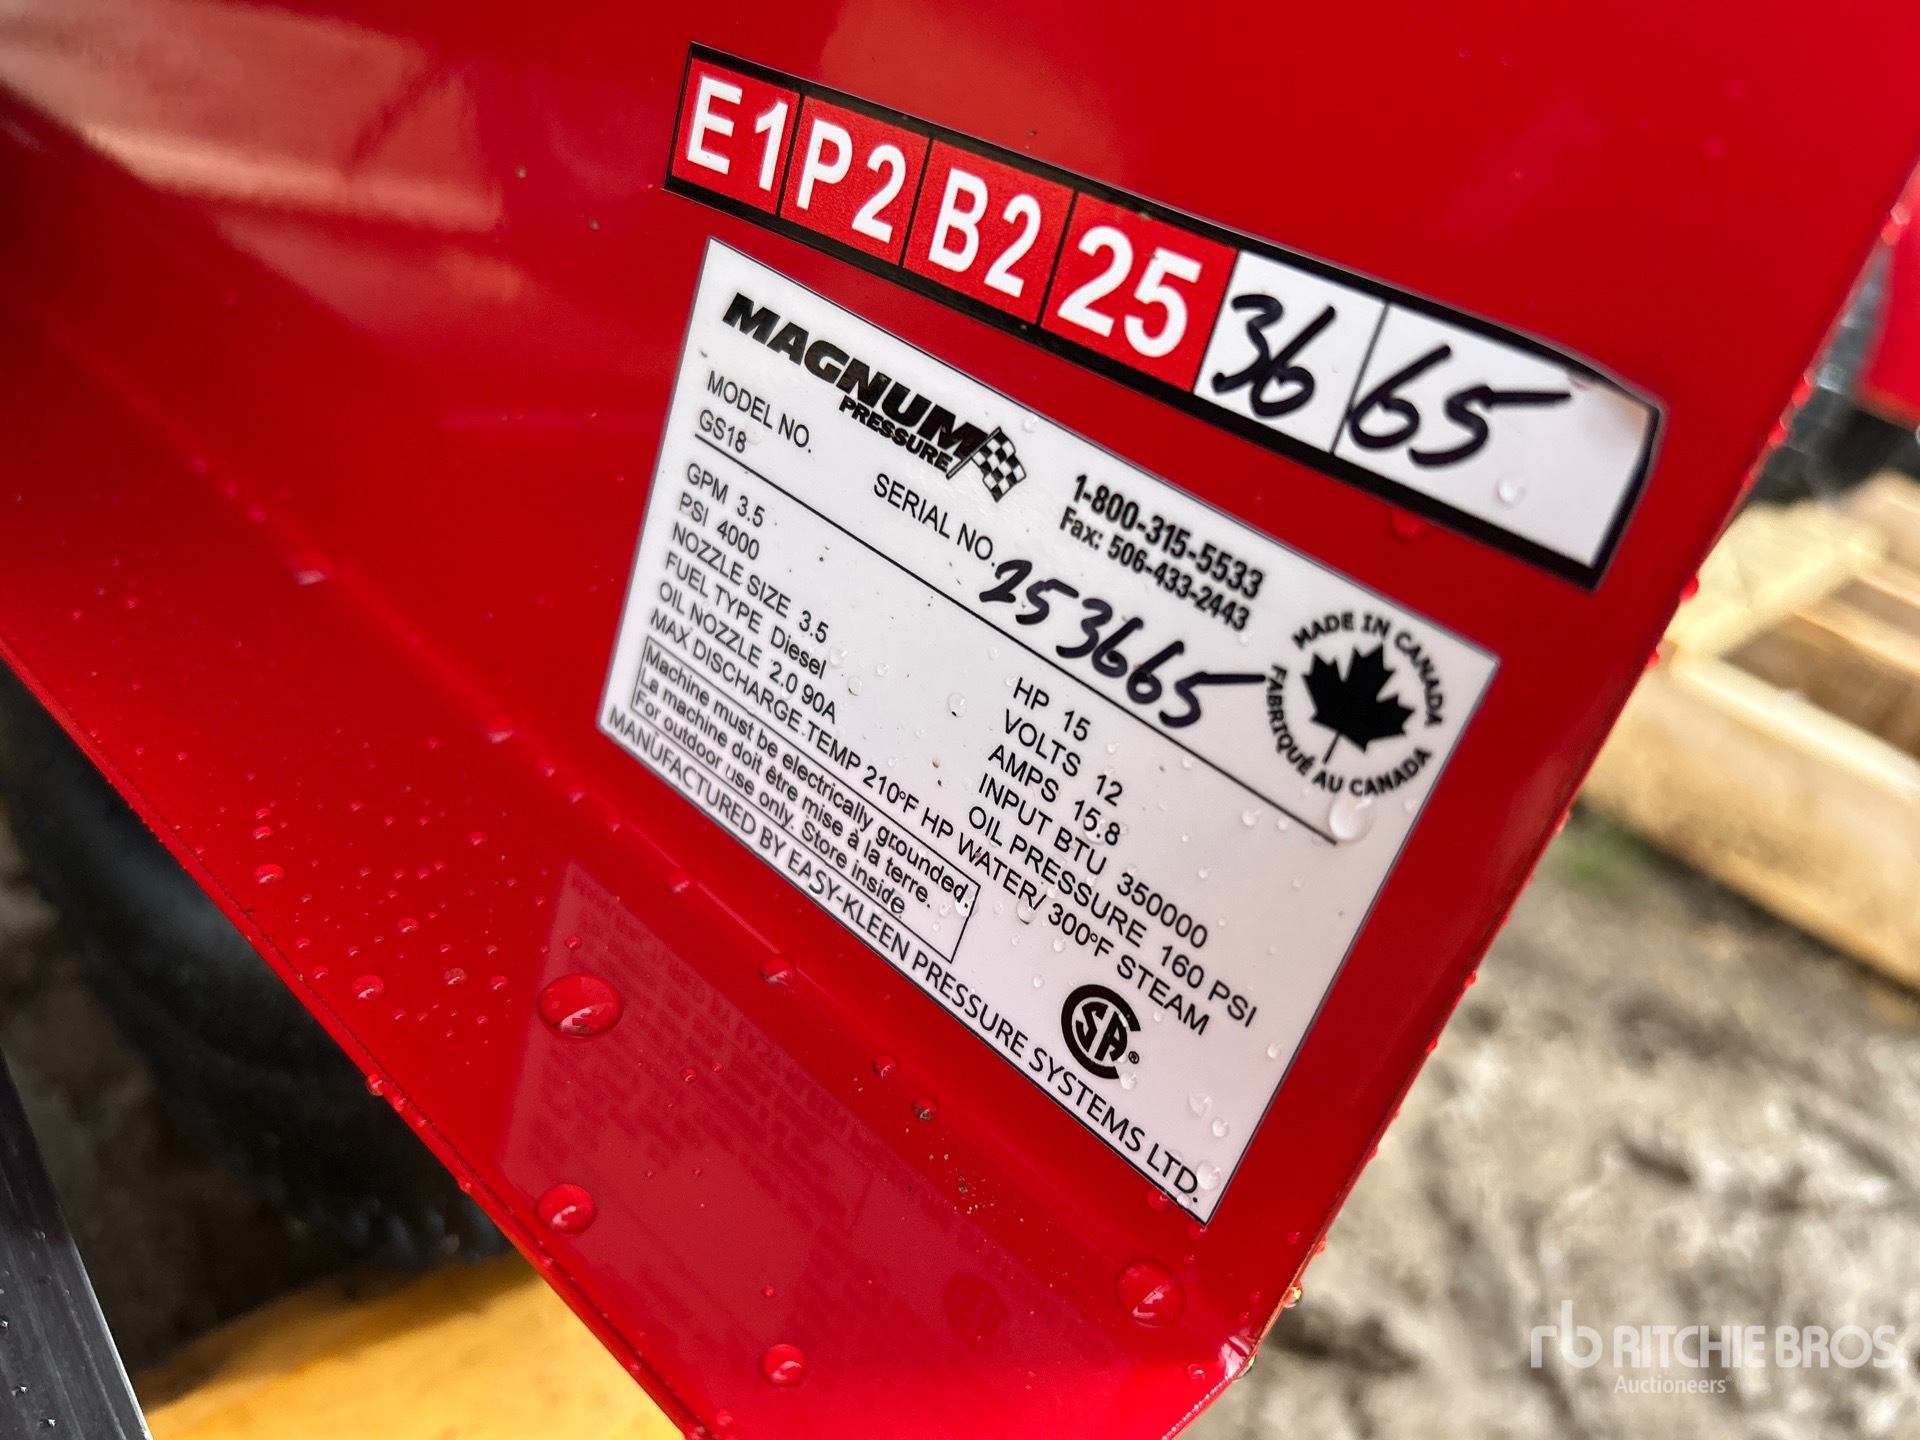 E1 P2 B2 25 36 65
MAGNUM
PRESSURE
1-800-315-5533
Fax: 506-433-2443
MODEL NO.
GS18
SERIAL NO. 253665
MADE IN CANADA
FABRIQUÉ AU CANADA
GPM 3.5
PSI 4000
NOZZLE SIZE 3.5
FUEL TYPE Diesel
OIL NOZZLE 2.0 90A
HP 15
VOLTS 12
AMPS 15.8
INPUT BTU 350000
OIL PRESSURE 160 PSI
MAX DISCHARGE TEMP 210°F HP WATER/ 300°F STEAM
Machine must be electrically grounded.
La machine doit être mise à la terre.
For outdoor use only. Store inside
CSA®
MANUFACTURED BY EASY-KLEEN PRESSURE SYSTEMS LTD.
rb RITCHIE BROS.
Auctioneers